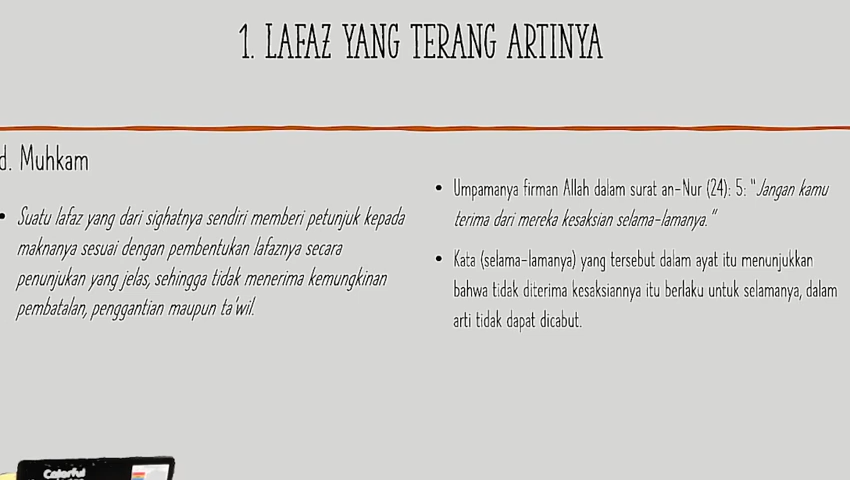 1. LAFAZ YANG TERANG ARTINYA
d. Muhkam
• Suatu lafaz yang dari sighatnya sendiri memberi petunjuk kepada
maknanya sesuai dengan pembentukan lafaznya secara
penunjukan yang jelas, sehingga tidak menerima kemungkinan
pembatalan, penggantian maupun ta'wil.
• Umpamanya firman Allah dalam surat an-Nur (24): 5: "Jangan kamu
terima dari mereka kesaksian selama-lamanya."
• Kata (selama-lamanya) yang tersebut dalam ayat itu menunjukkan
bahwa tidak diterima kesaksiannya itu berlaku untuk selamanya, dalam
arti tidak dapat dicabut.
Colorful